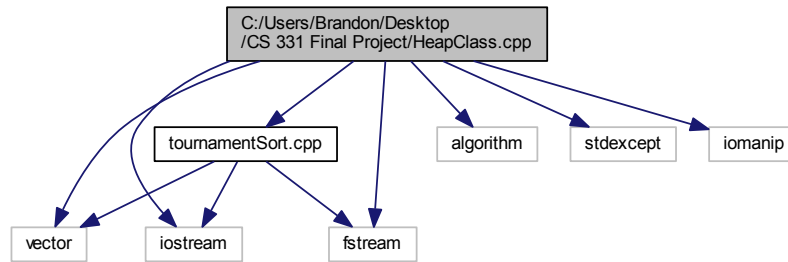 C:/Users/Brandon/Desktop
/CS 331 Final Project/HeapClass.cpp
tournamentSort.cpp
algorithm
stdexcept
iomanip
vector
iostream
fstream